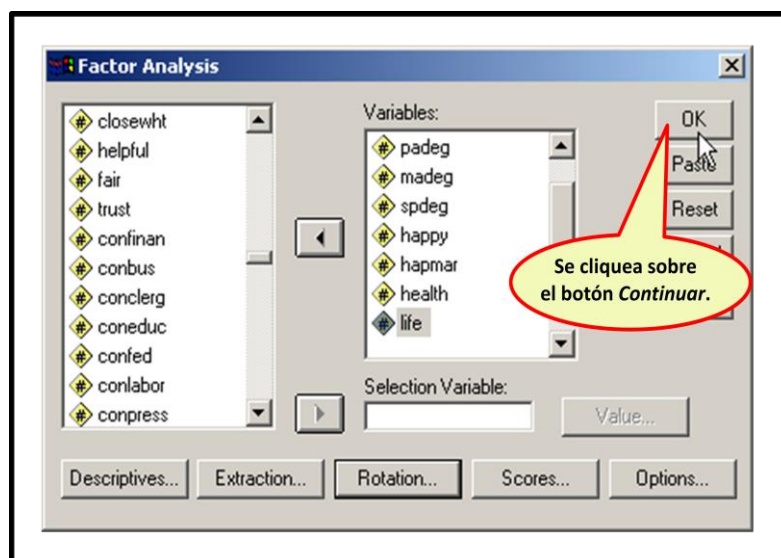 Factor Analysis
closewht
helpful
fair
trust
confinan
conbus
conclerg
coneduc
confed
conlabor
conpress
Variables:
padeg
madeg
spdeg
happy
hapmar
health
life
Selection Variable:
Value...
OK
Paste
Reset
Se cliquea sobre
el botón Continuar.
Descriptives...
Extraction...
Rotation...
Scores...
Options...